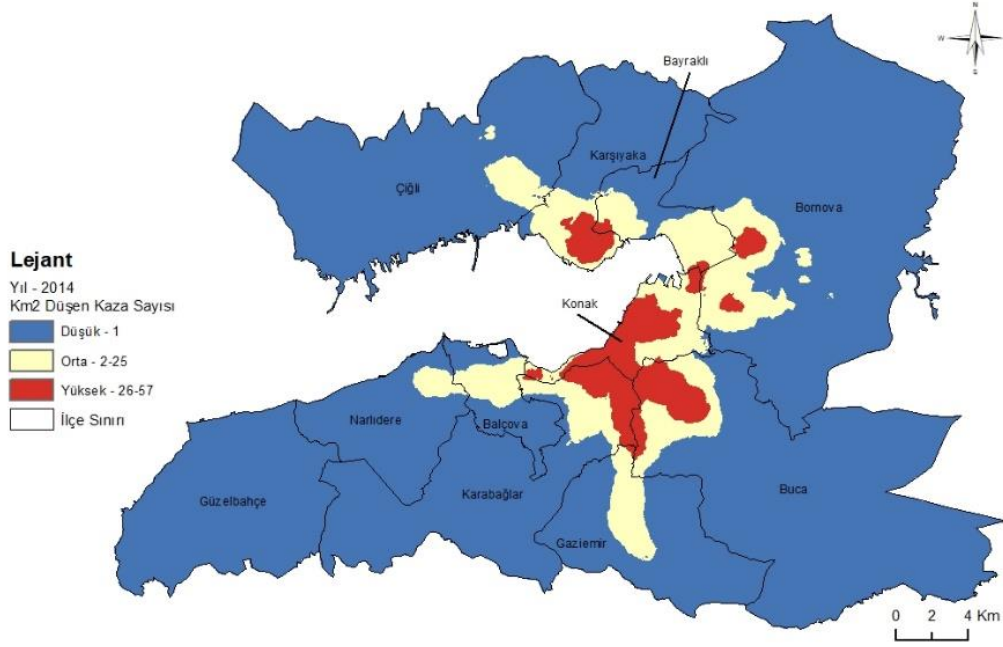 N
W E
S
Bayraklı
Karşıyaka
Çiğli
Bornova
Lejant
Yıl - 2014
Km2 Düşen Kaza Sayısı
Düşük - 1
Orta - 2-25
Yüksek - 26-57
İlçe Sınırı
Konak
Narlıdere
Balçova
Güzelbahçe
Karabağlar
Buca
Gaziemir
0 2 4 Km